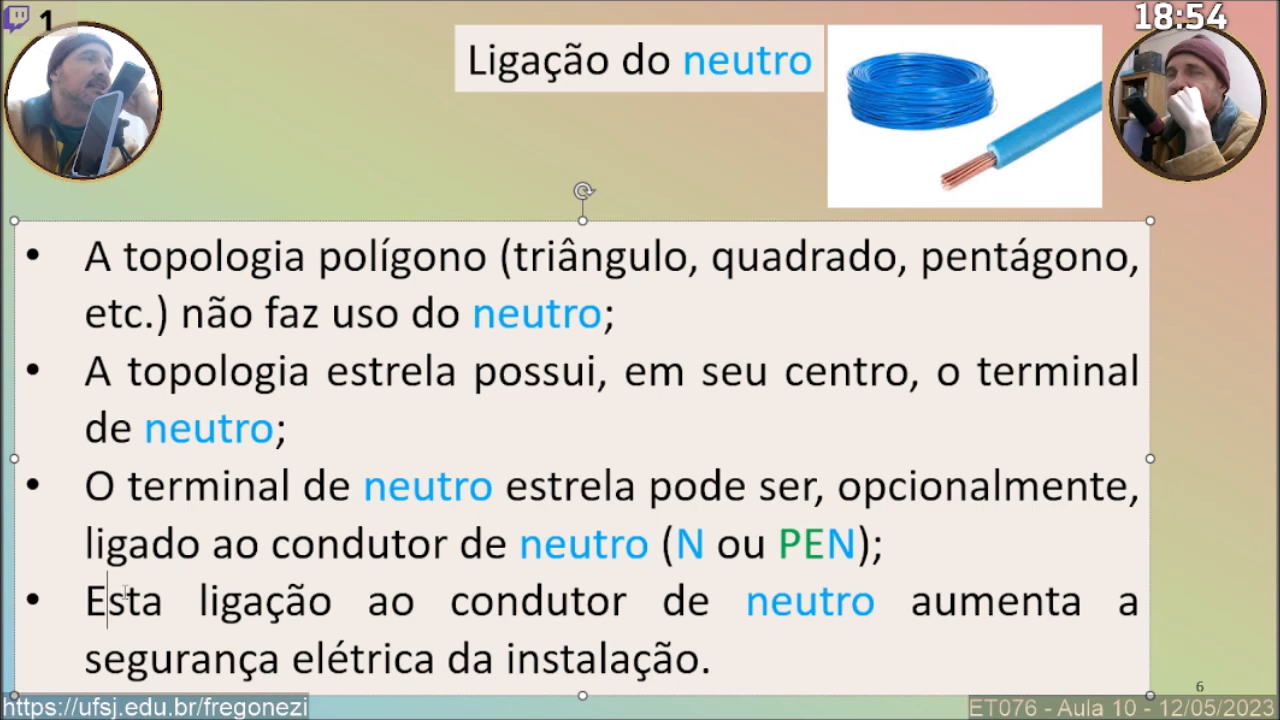 1
18:54
Ligação do neutro
• A topologia polígono (triângulo, quadrado, pentágono,
etc.) não faz uso do neutro;
• A topologia estrela possui, em seu centro, o terminal
de neutro;
• O terminal de neutro estrela pode ser, opcionalmente,
ligado ao condutor de neutro (N ou PEN);
• Esta ligação ao condutor de neutro aumenta a
segurança elétrica da instalação.
6
https://ufsj.edu.br/fregonezi
ET076 - Aula 10 - 12/05/2023